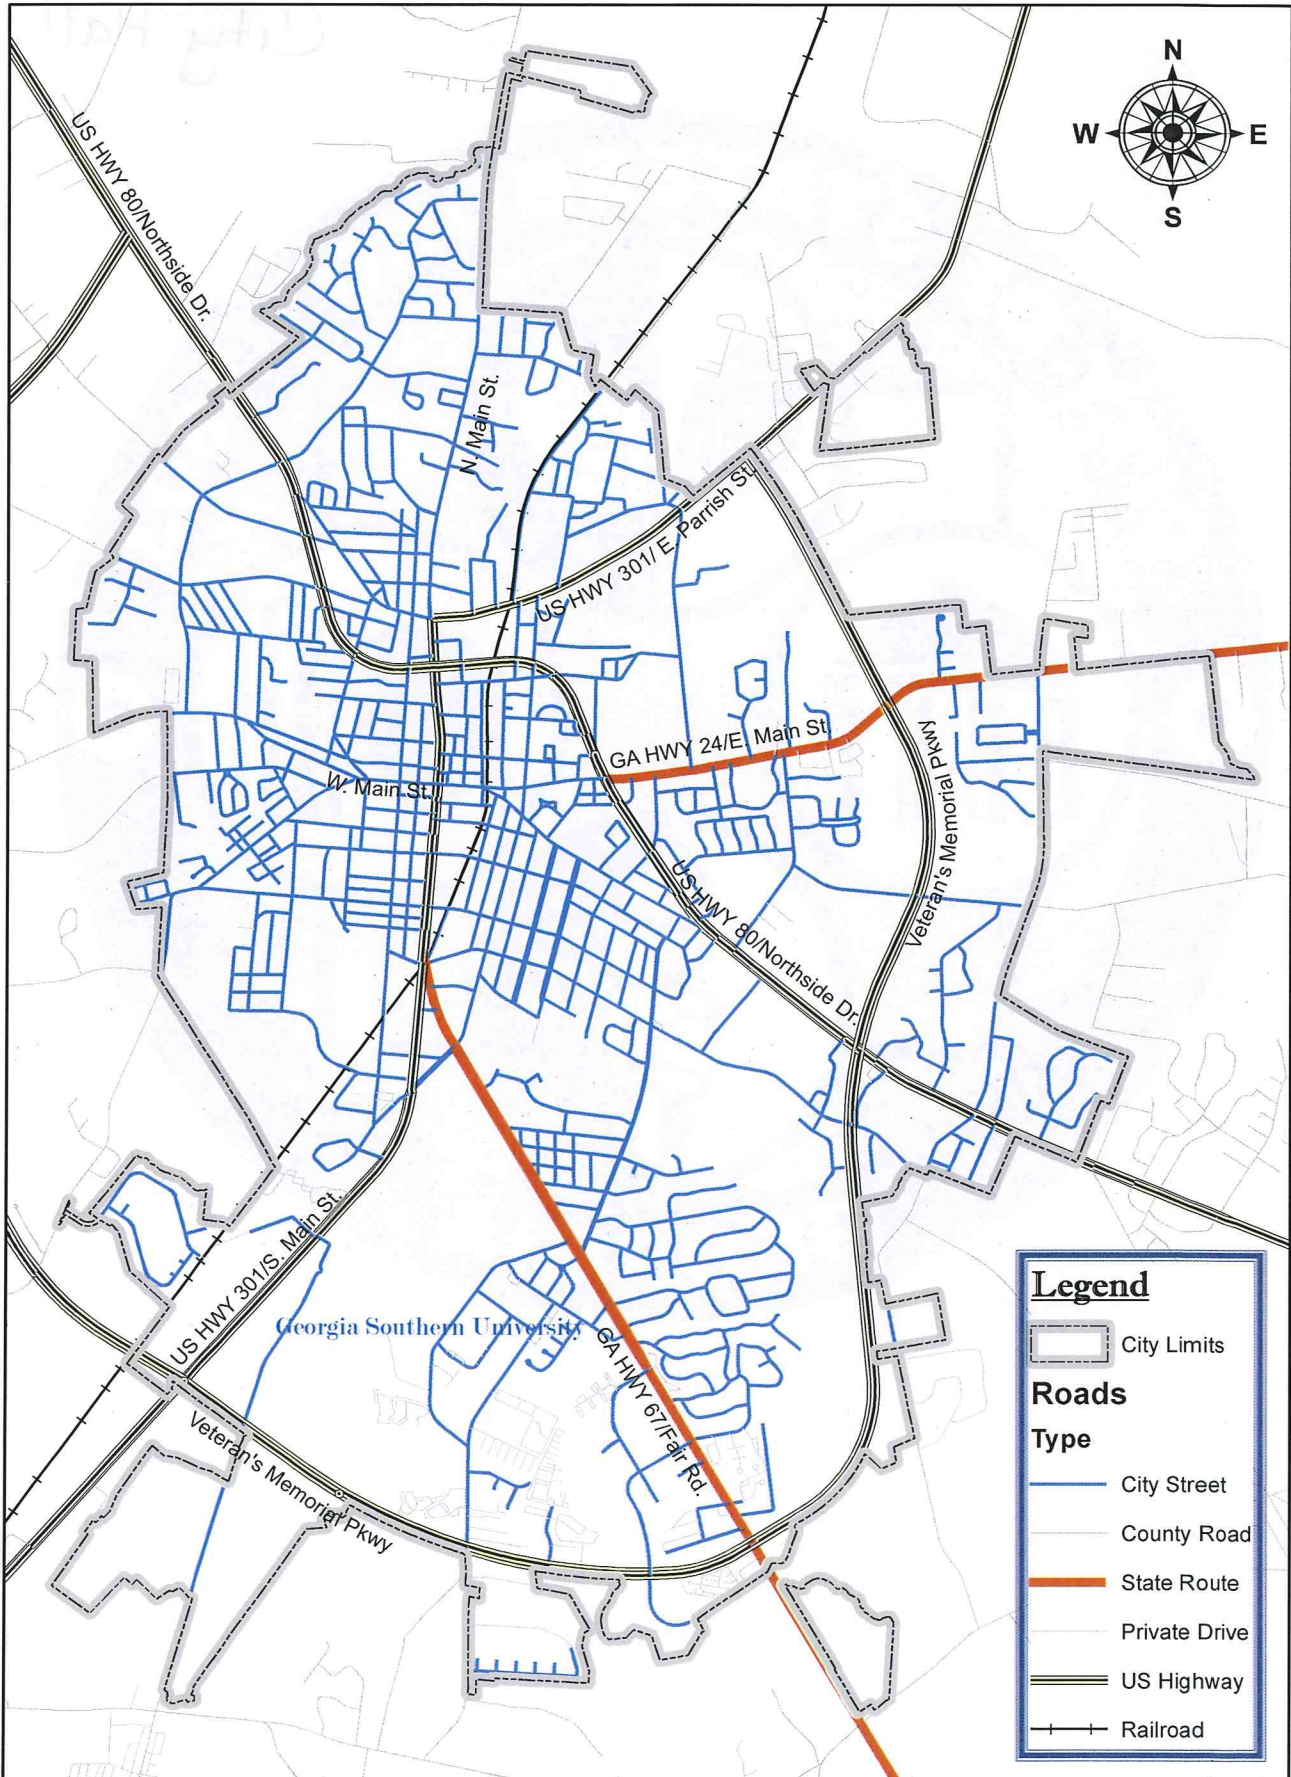 City Hall
N
W
E
S
US HWY 80/Northside Dr.
N. Main St.
US HWY 301/ E. Parrish St.
GA HWY 24/E. Main St.
W. Main St.
Veteran's Memorial Pkwy
US HWY 80/Northside Dr.
US HWY 301/S. Main St.
Georgia Southern University
GA HWY 67/Fair Rd.
Veteran's Memorial Pkwy
Legend
City Limits
Roads
Type
City Street
County Road
State Route
Private Drive
US Highway
Railroad